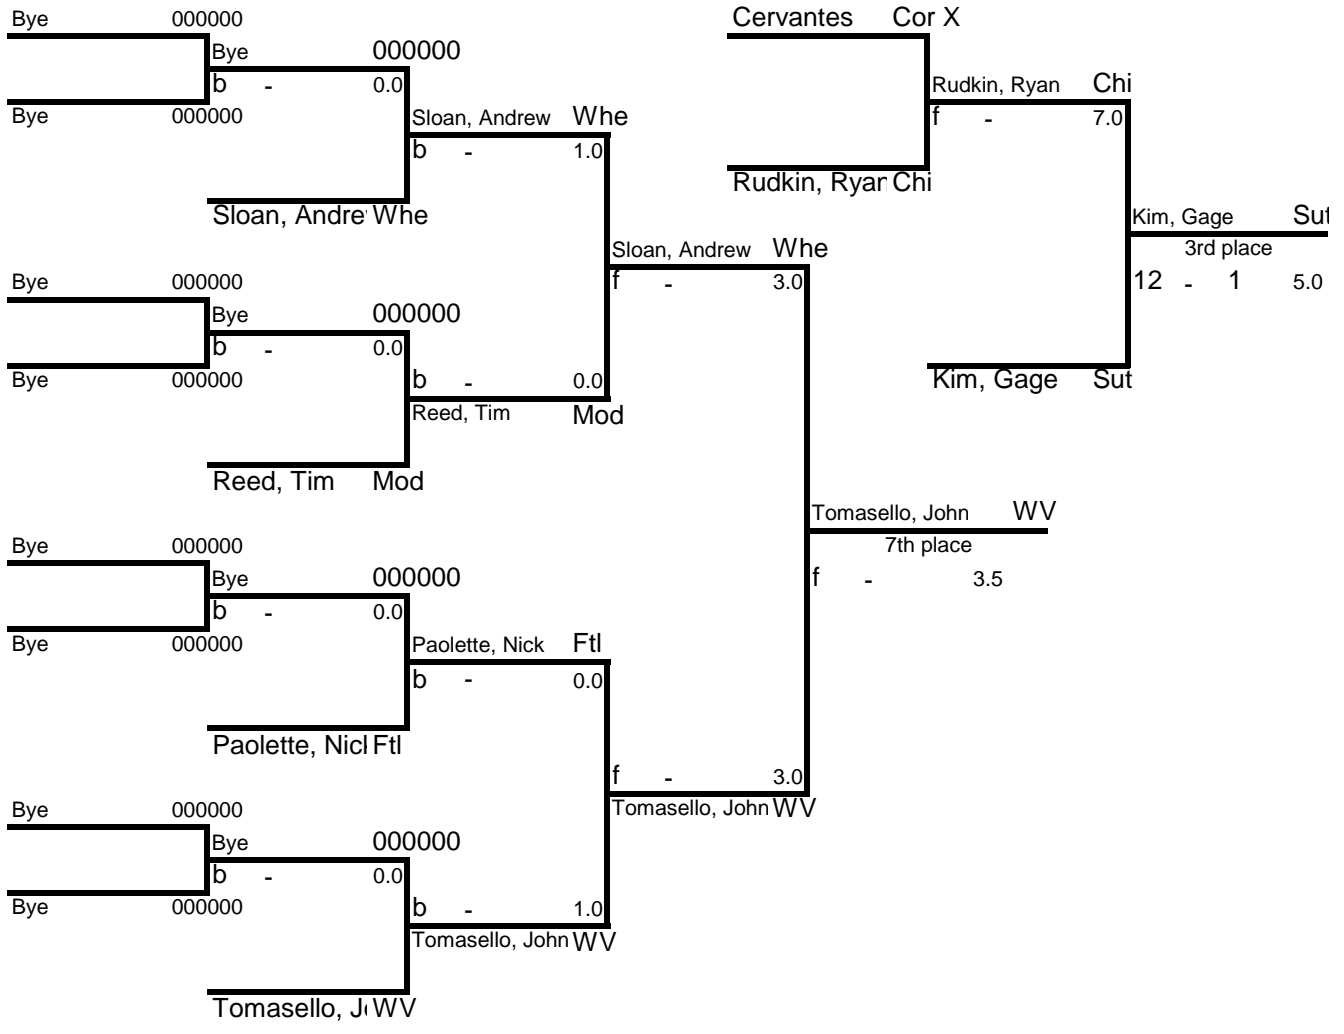 Bye 000000
Bye 000000
b - 0.0
Bye 000000
Sloan, Andrew Whe
b - 1.0
Sloan, Andre Whe
Sloan, Andrew Whe
f - 3.0
Bye 000000
Bye 000000
b - 0.0
Bye 000000
b - 0.0
Reed, Tim Mod
Reed, Tim Mod
Tomasello, John WV
7th place
f - 3.5
Bye 000000
Bye 000000
b - 0.0
Bye 000000
Paolette, Nick Ftl
b - 0.0
Paolette, Nicl Ftl
f - 3.0
Tomasello, John WV
Bye 000000
Bye 000000
b - 0.0
Bye 000000
b - 1.0
Tomasello, John WV
Tomasello, J WV
Cervantes Cor X
Rudkin, Ryan Chi
f - 7.0
Rudkin, Ryan Chi
Kim, Gage Sut
3rd place
12 - 1 5.0
Kim, Gage Sut